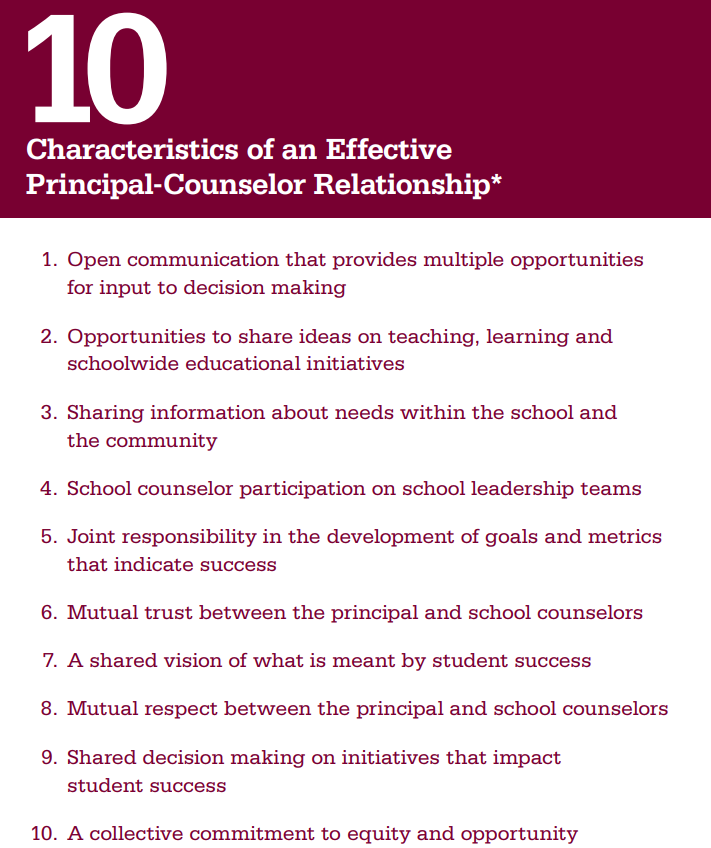 10
Characteristics of an Effective
Principal-Counselor Relationship*
1. Open communication that provides multiple opportunities
for input to decision making
2. Opportunities to share ideas on teaching, learning and
schoolwide educational initiatives
3. Sharing information about needs within the school and
the community
4. School counselor participation on school leadership teams
5. Joint responsibility in the development of goals and metrics
that indicate success
6. Mutual trust between the principal and school counselors
7. A shared vision of what is meant by student success
8. Mutual respect between the principal and school counselors
9. Shared decision making on initiatives that impact
student success
10. A collective commitment to equity and opportunity